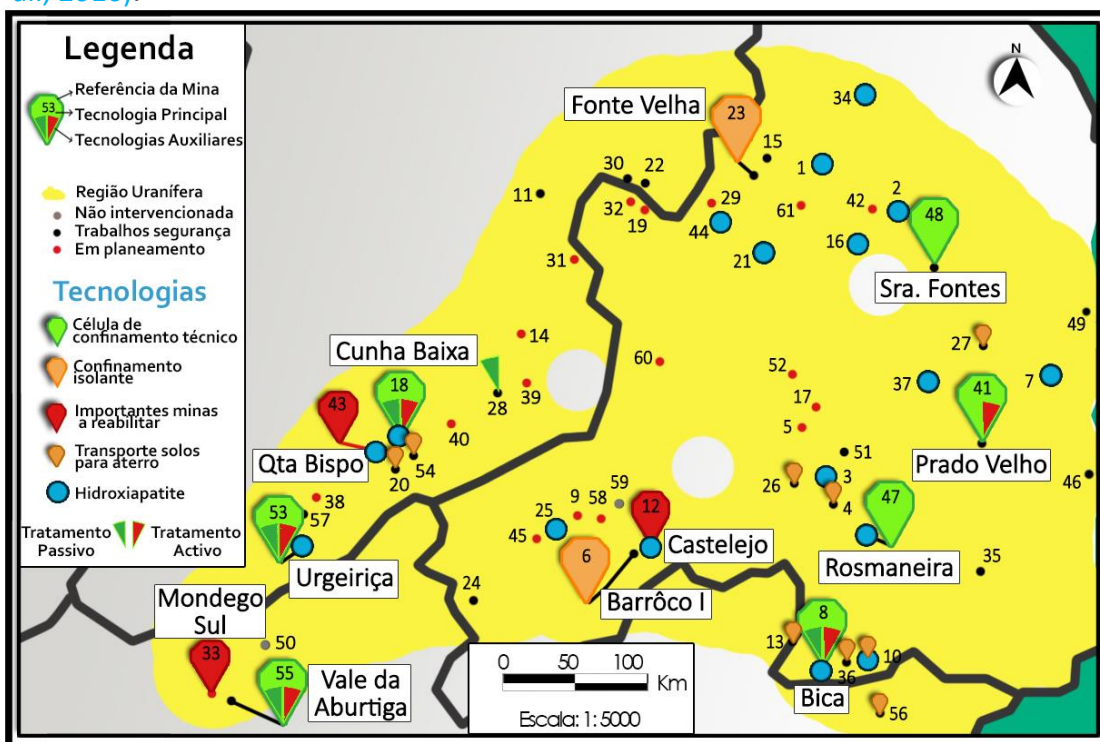 al., 2010).
Legenda
53
Referência da Mina
Tecnologia Principal
Tecnologias Auxiliares
Região Uranífera
Não intervencionada
Trabalhos segurança
Em planeamento
Tecnologias
Célula de
confinamento técnico
Confinamento
isolante
Importantes minas
a reabilitar
Transporte solos
para aterro
Hidroxiapatite
Tratamento
Passivo
Tratamento
Activo
N
34
Fonte Velha
23
15
1
30
22
11
32
19
29
44
61
42
2
48
16
21
31
Sra. Fontes
49
27
14
Cunha Baixa
60
52
37
7
41
18
28
39
43
17
40
5
51
Prado Velho
Qta Bispo
20
54
26
3
4
46
38
59
53
57
25
9
58
12
47
45
6
Castelejo
Urgeiriça
Rosmaneira
35
24
Barrôco I
Mondego
Sul
50
8
13
10
36
33
55
Vale da
Aburtiga
Bica
56
0 50 100
Km
Escala: 1: 5000